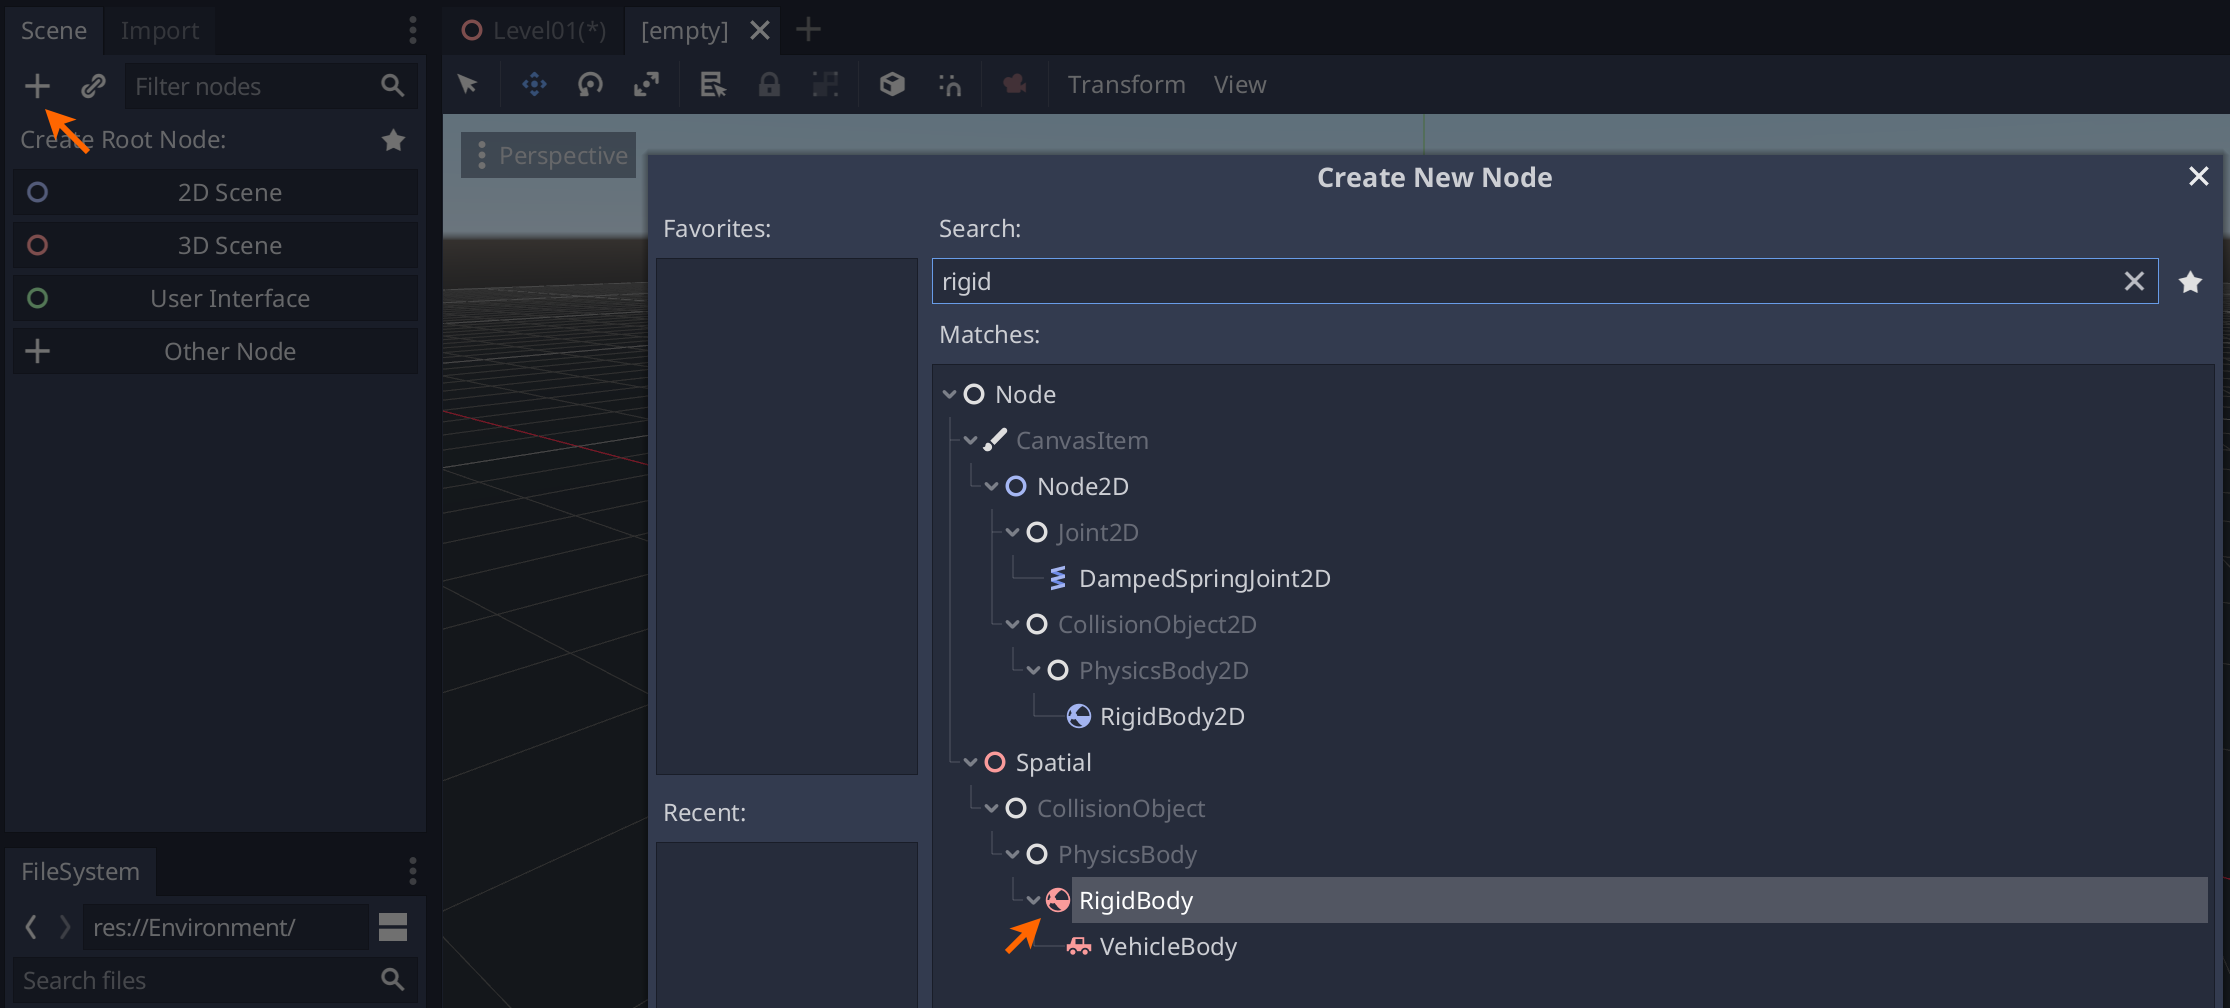 Scene Import
Level01(*) [empty]
Filter nodes
Transform View
Create Root Node:
Perspective
2D Scene
3D Scene
User Interface
Other Node
Create New Node
Favorites:
Search:
rigid
Matches:
Node
CanvasItem
Node2D
Joint2D
DampedSpringJoint2D
CollisionObject2D
PhysicsBody2D
RigidBody2D
Spatial
CollisionObject
PhysicsBody
RigidBody
VehicleBody
Recent:
FileSystem
res://Environment/
Search files